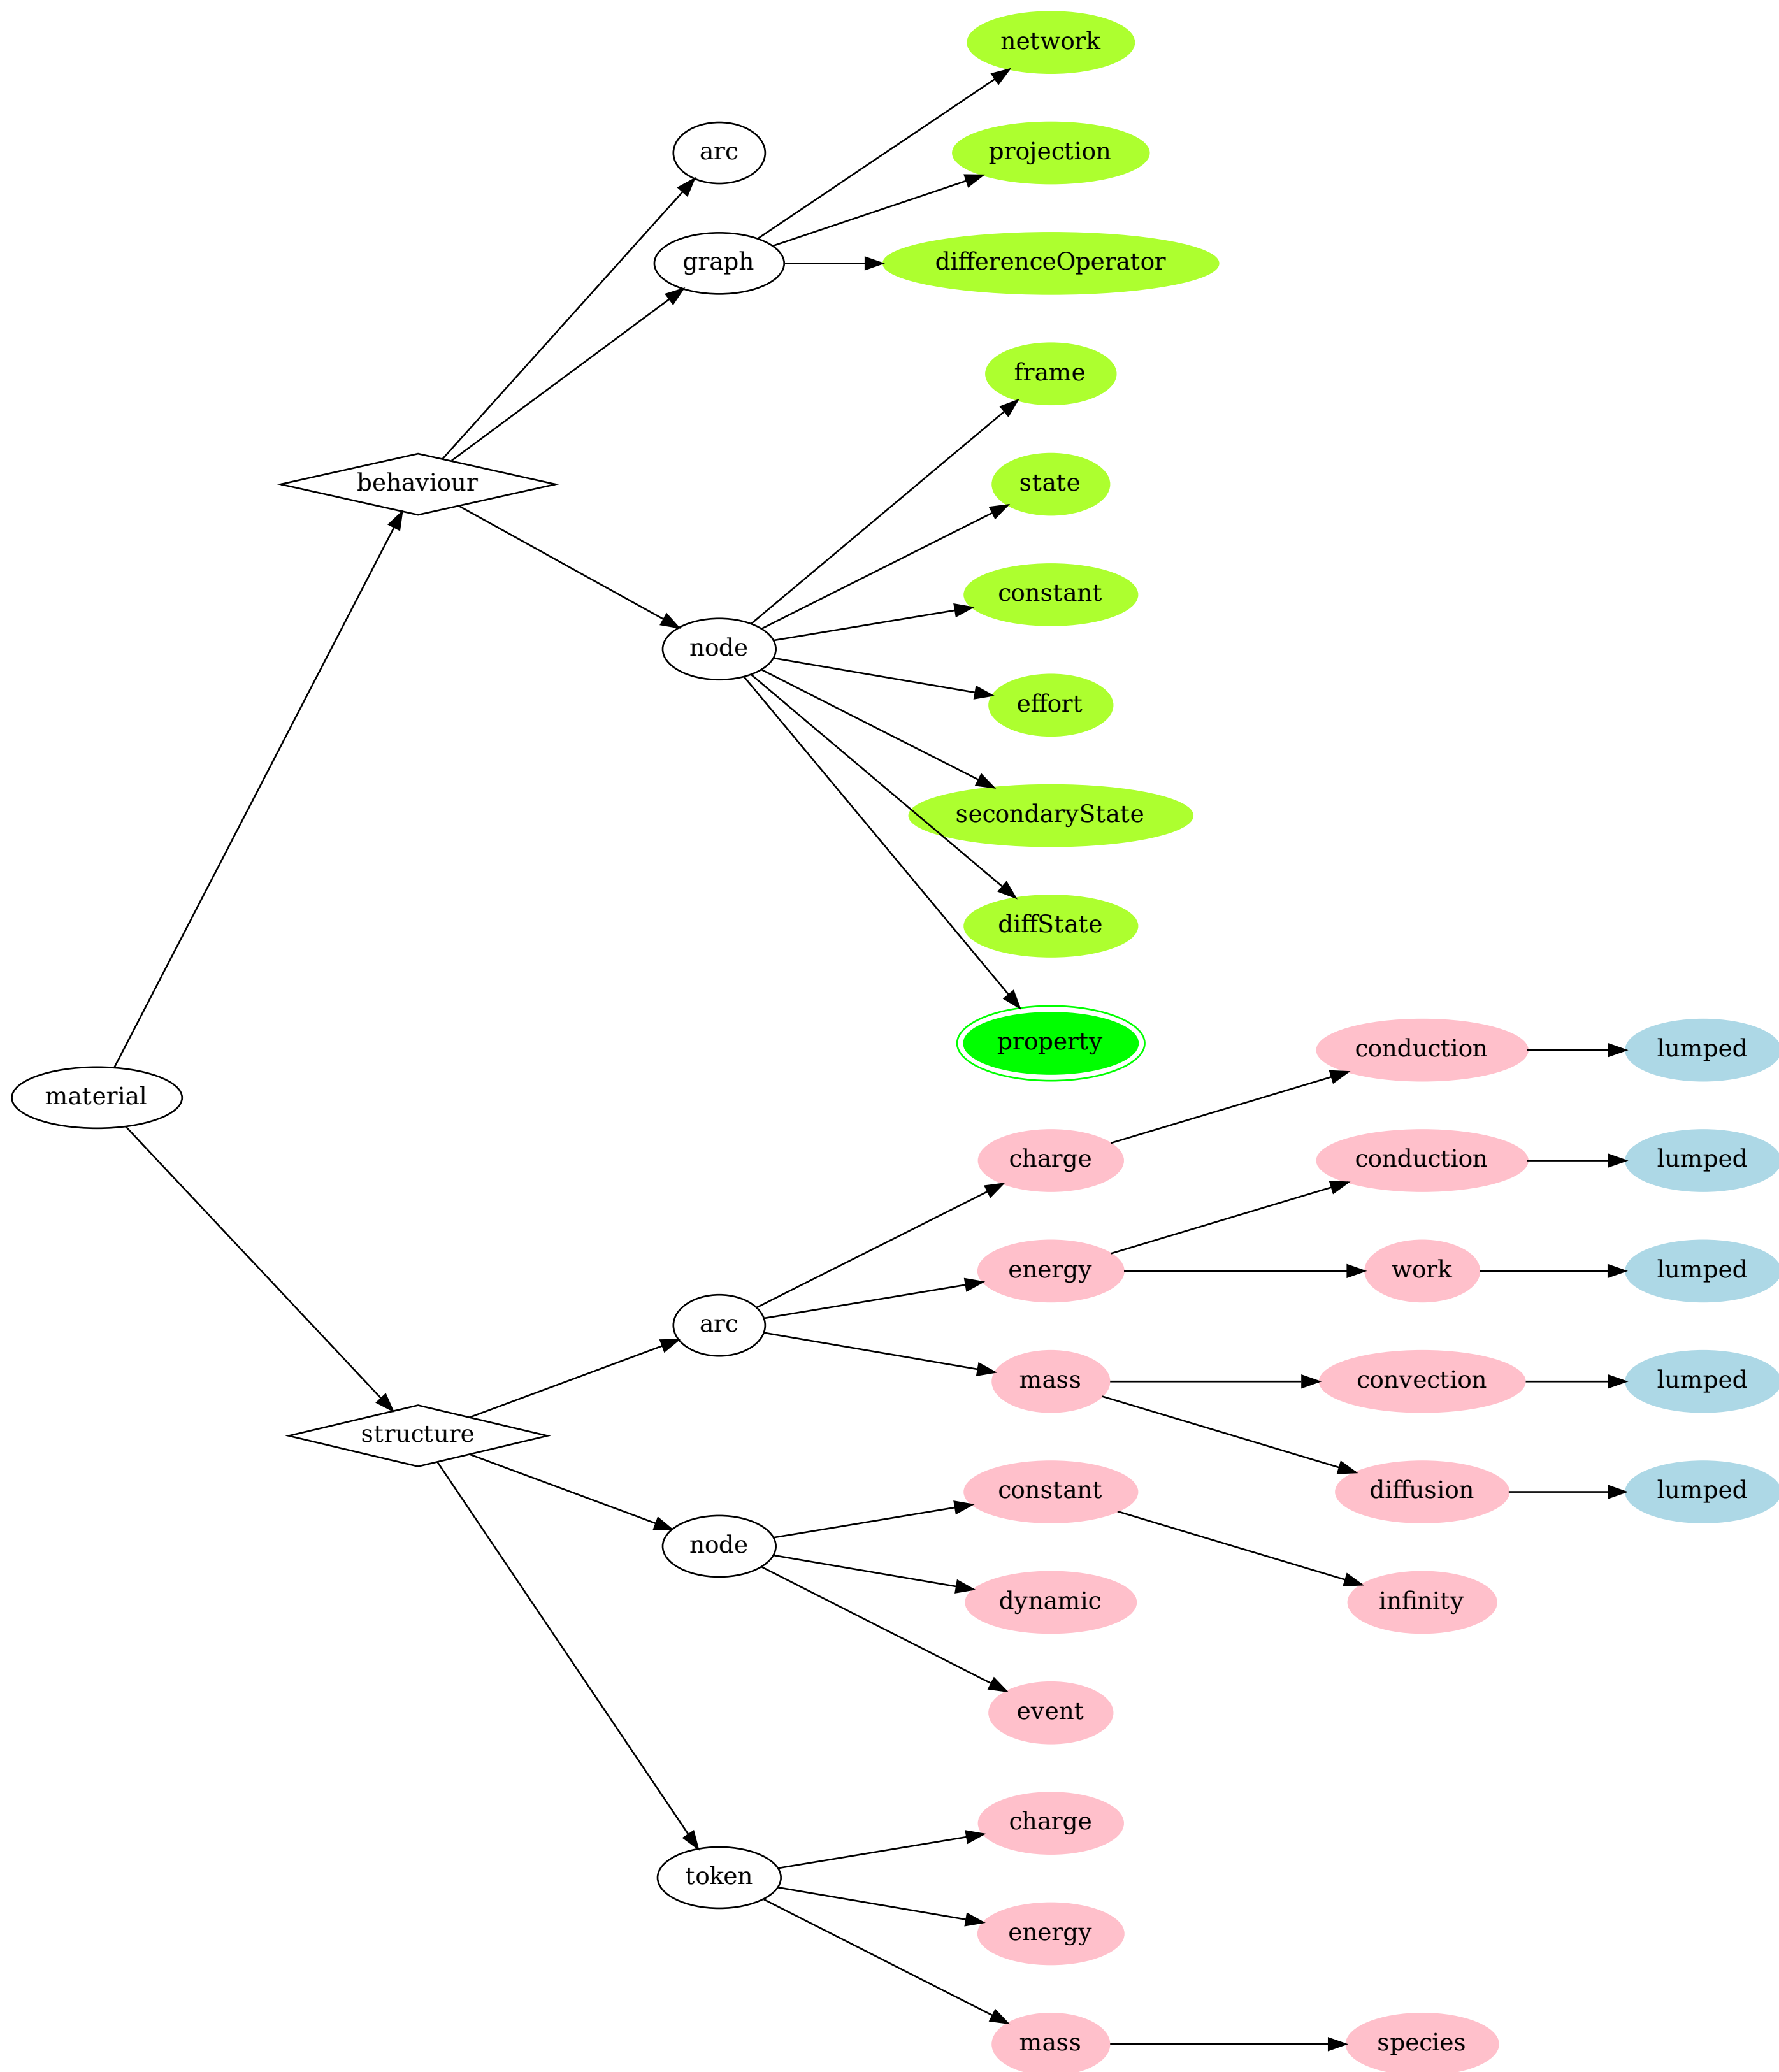 network
arc
projection
graph
differenceOperator
frame
behaviour
state
constant
node
effort
secondaryState
diffState
property
conduction
lumped
material
charge
conduction
lumped
energy
work
lumped
arc
mass
convection
lumped
structure
constant
diffusion
lumped
node
dynamic
infinity
event
charge
token
energy
mass
species